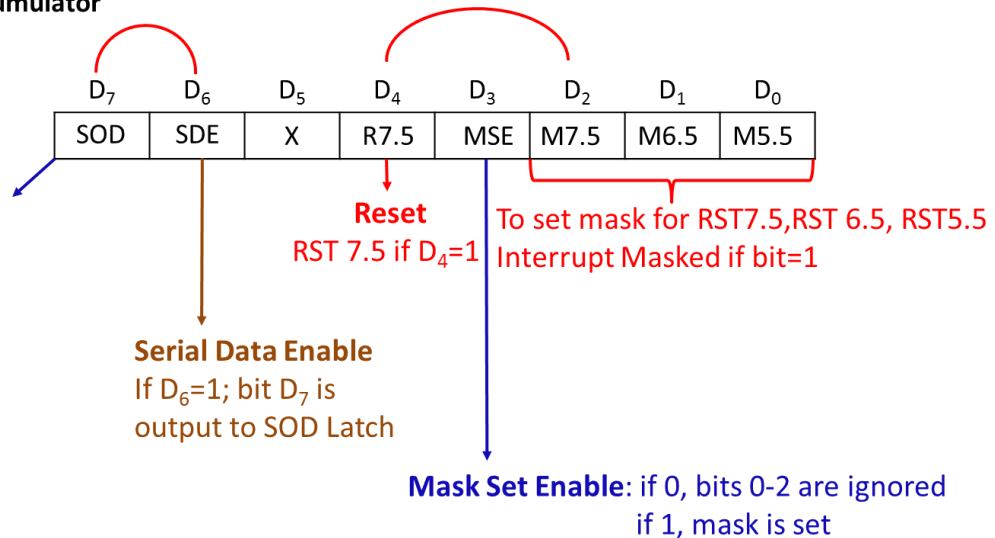 D₇ D₆ D₅ D₄ D₃ D₂ D₁ D₀
SOD SDE X R7.5 MSE M7.5 M6.5 M5.5
Reset
RST 7.5 if D₄=1
To set mask for RST7.5,RST 6.5, RST5.5
Interrupt Masked if bit=1
Serial Data Enable
If D₆=1; bit D₇ is
output to SOD Latch
Mask Set Enable: if 0, bits 0-2 are ignored
if 1, mask is set